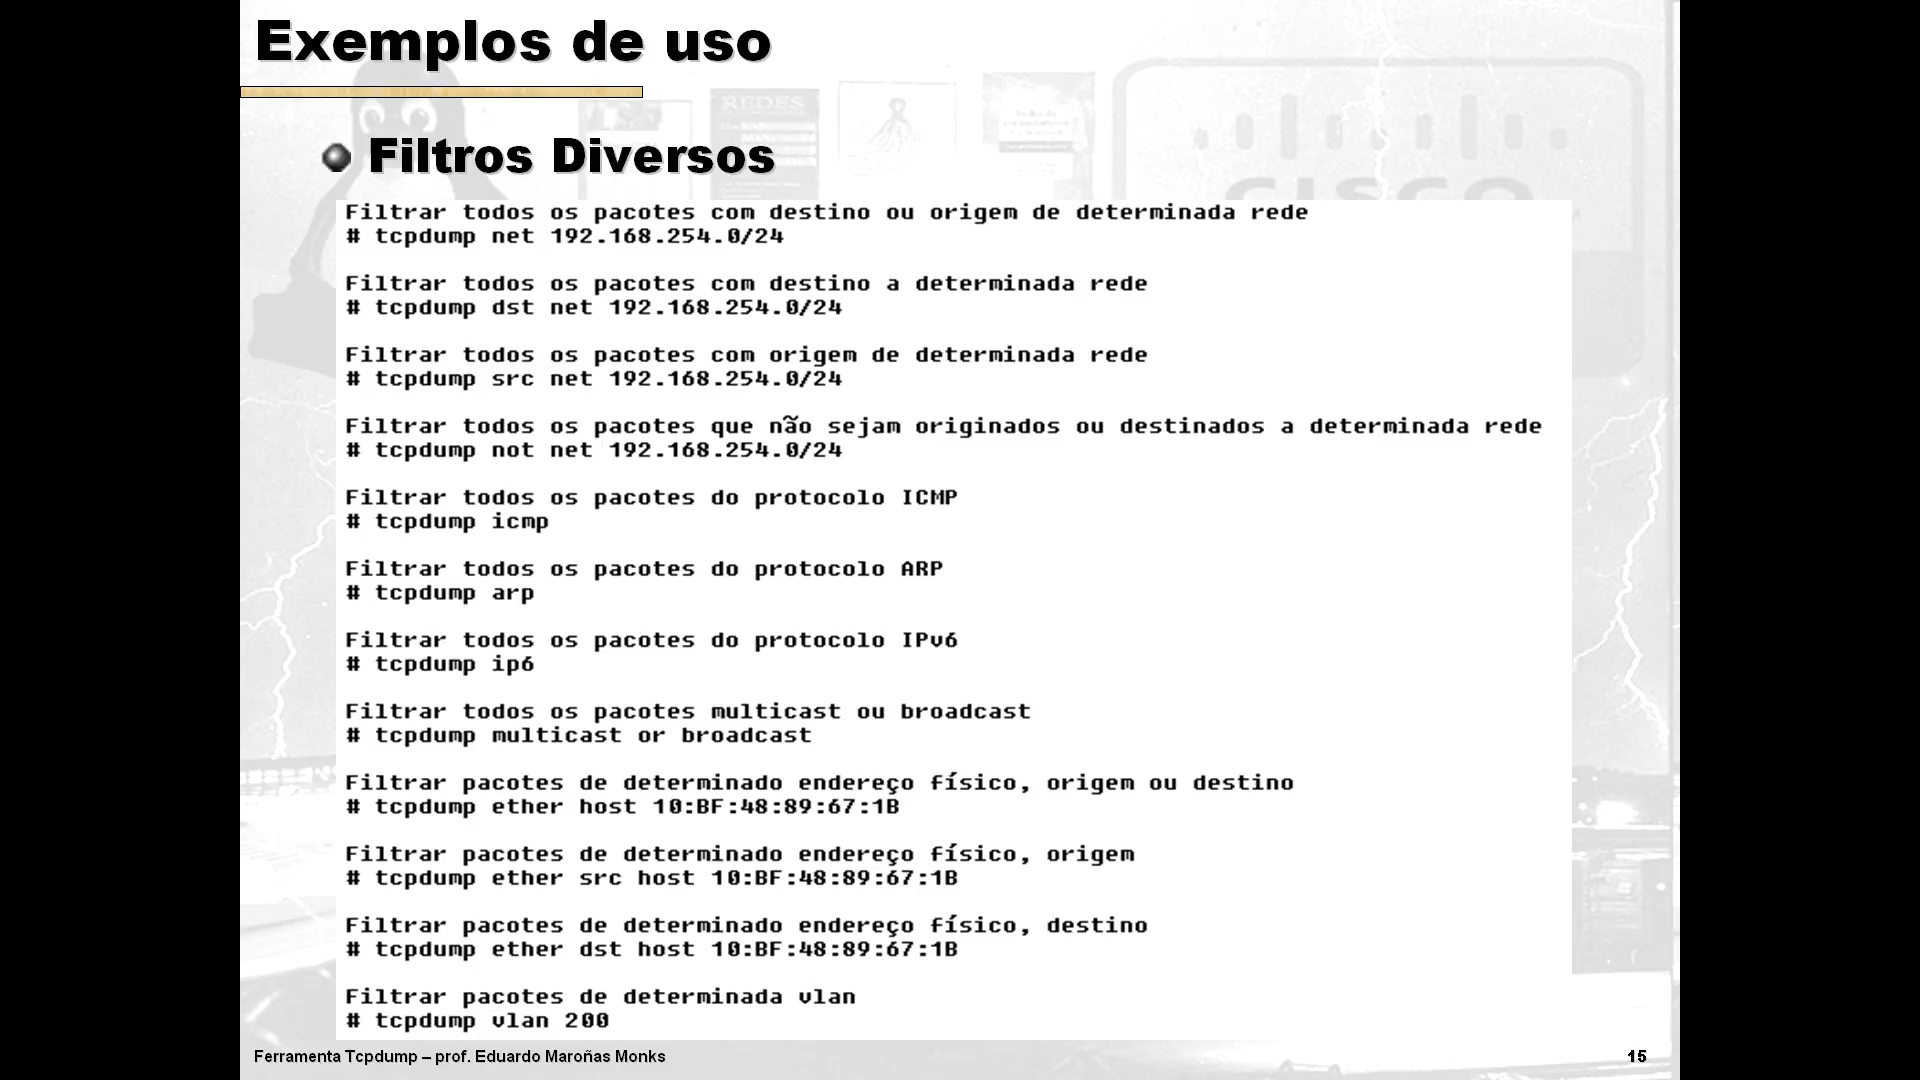 Exemplos de uso
REDES
CISCO
Filtros Diversos
Filtrar todos os pacotes com destino ou origem de determinada rede
# tcpdump net 192.168.254.0/24
Filtrar todos os pacotes com destino a determinada rede
# tcpdump dst net 192.168.254.0/24
Filtrar todos os pacotes com origem de determinada rede
# tcpdump src net 192.168.254.0/24
Filtrar todos os pacotes que não sejam originados ou destinados a determinada rede
# tcpdump not net 192.168.254.0/24
Filtrar todos os pacotes do protocolo ICMP
# tcpdump icmp
Filtrar todos os pacotes do protocolo ARP
# tcpdump arp
Filtrar todos os pacotes do protocolo IPv6
# tcpdump ip6
Filtrar todos os pacotes multicast ou broadcast
# tcpdump multicast or broadcast
Filtrar pacotes de determinado endereço físico, origem ou destino
# tcpdump ether host 10:BF:48:89:67:1B
Filtrar pacotes de determinado endereço físico, origem
# tcpdump ether src host 10:BF:48:89:67:1B
Filtrar pacotes de determinado endereço físico, destino
# tcpdump ether dst host 10:BF:48:89:67:1B
Filtrar pacotes de determinada vlan
# tcpdump vlan 200
Ferramenta Tcpdump – prof. Eduardo Maroñas Monks
15